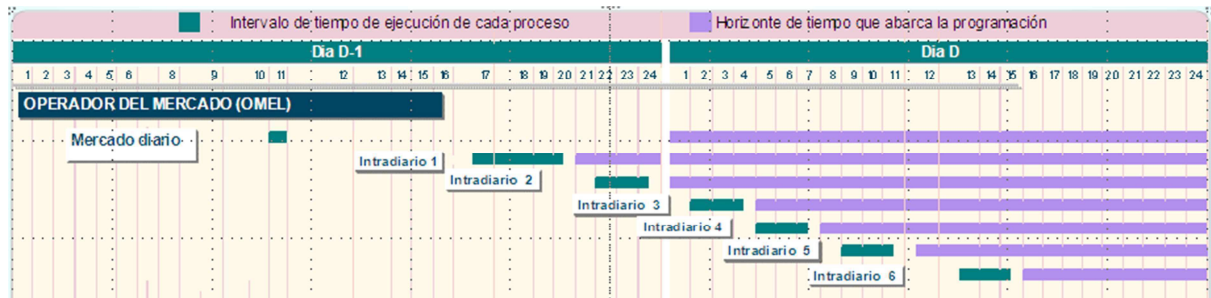 Intervalo de tiempo de ejecución de cada proceso Horizonte de tiempo que abarca la programación
Dia D-1 Dia D
1 2 3 4 5 6 7 8 9 10 11 12 13 14 15 16 17 18 19 20 21 22 23 24 1 2 3 4 5 6 7 8 9 10 11 12 13 14 15 16 17 18 19 20 21 22 23 24
OPERADOR DEL MERCADO (OMEL)
Mercado diario
Intradiario 1
Intradiario 2
Intradiario 3
Intradiario 4
Intradiario 5
Intradiario 6